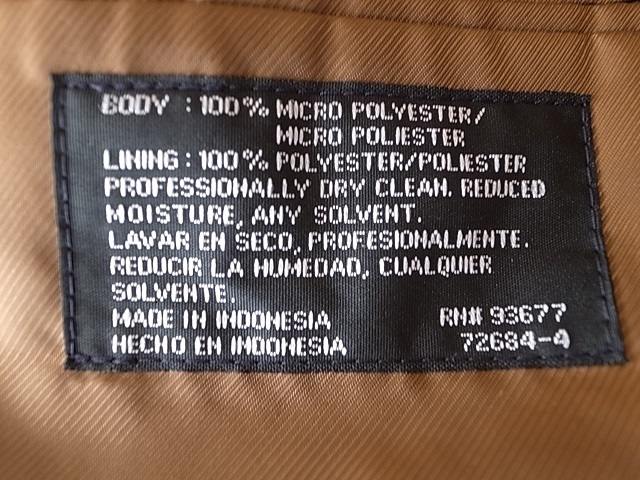 BODY : 100% MICRO POLYESTER/
MICRO POLIESTER
LINING : 100% POLYESTER/POLIESTER
PROFESSIONALLY DRY CLEAN. REDUCED
MOISTURE, ANY SOLVENT.
LAVAR EN SECO, PROFESIONALMENTE.
REDUCIR LA HUMEDAD, CUALQUIER
SOLVENTE.
MADE IN INDONESIA RN# 93677
HECHO EN INDONESIA 72684-4